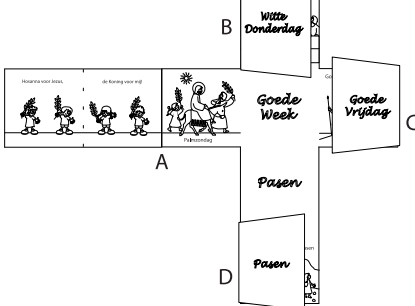 B
Witte
Donderdag
Hosanna voor Jezus,
de Koning voor mij!
Goede
Week
Goede
Vrijdag
C
Palmzondag
A
Pasen
D
Pasen